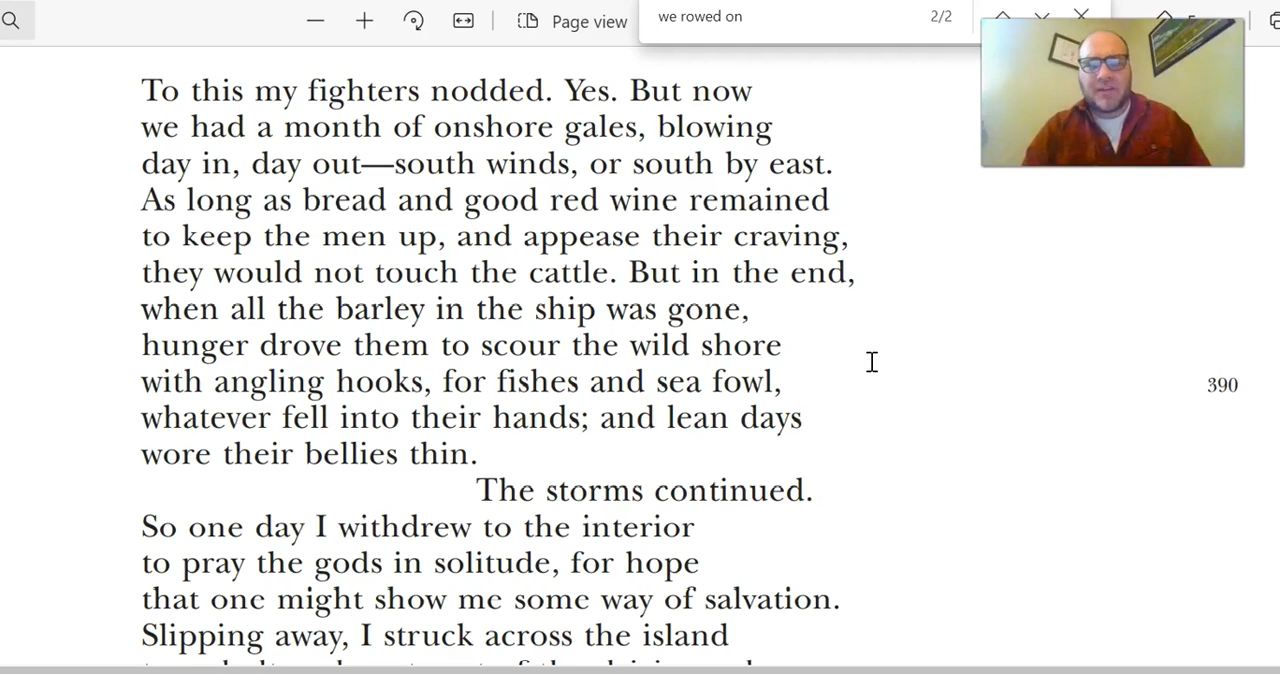 Page view
we rowed on
2/2
To this my fighters nodded. Yes. But now
we had a month of onshore gales, blowing
day in, day out—south winds, or south by east.
As long as bread and good red wine remained
to keep the men up, and appease their craving,
they would not touch the cattle. But in the end,
when all the barley in the ship was gone,
hunger drove them to scour the wild shore
with angling hooks, for fishes and sea fowl,
390
whatever fell into their hands; and lean days
wore their bellies thin.
The storms continued.
So one day I withdrew to the interior
to pray the gods in solitude, for hope
that one might show me some way of salvation.
Slipping away, I struck across the island